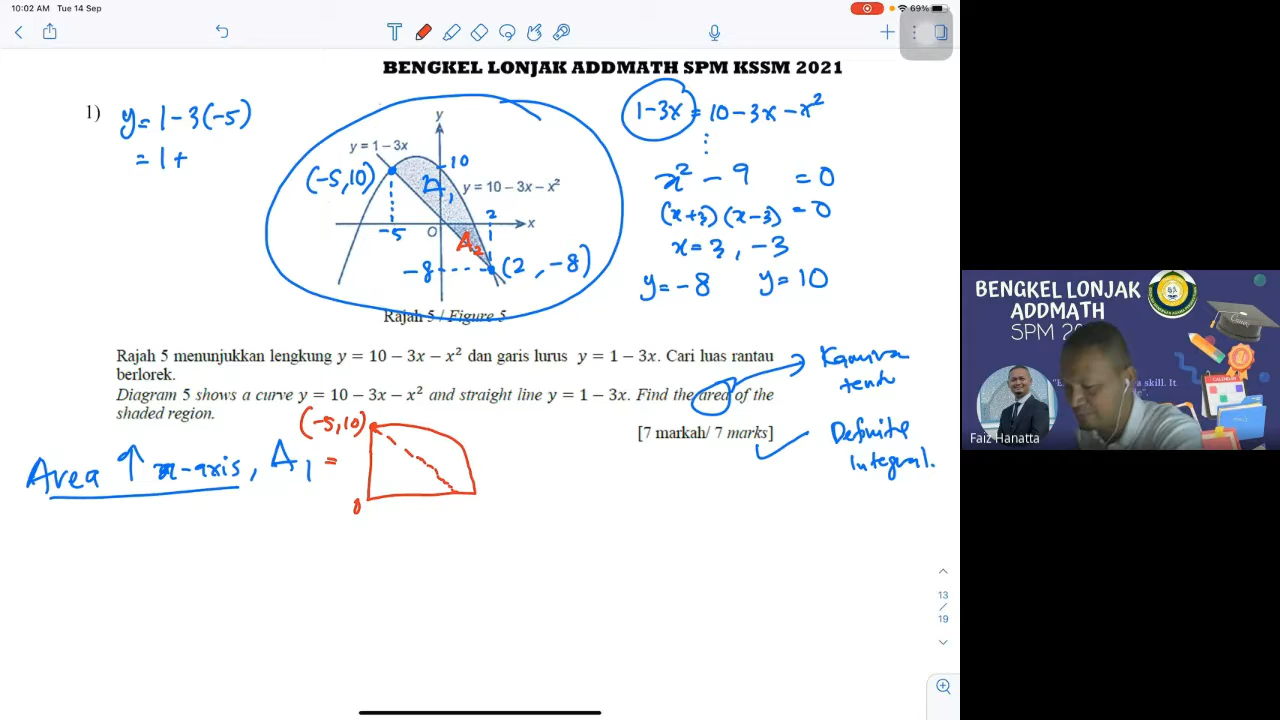 10:02 AM Tue 14 Sep
69%
BENGKEL LONJAK ADDMATH SPM KSSM 2021
1)
y = 1 - 3(-5)
= 1 +
y
y = 1 − 3x
10
(-5, 10)
A1
y = 10 − 3x − x²
2
x
-5
O
A2
-8
(2, -8)
1 - 3x = 10 - 3x - x²
⋮
x² - 9 = 0
(x+3)(x-3) = 0
x = 3, -3
y = -8 y = 10
Rajah 5 / Figure 5
Rajah 5 menunjukkan lengkung y = 10 − 3x − x² dan garis lurus y = 1 − 3x. Cari luas rantau
berlorek.
Diagram 5 shows a curve y = 10 − 3x − x² and straight line y = 1 − 3x. Find the area of the
shaded region.
[7 markah/ 7 marks]
Kamiran
tentu
Definite
Integral.
(-5, 10)
Area ↑ x-axis, A1 =
0
13
/
19
BENGKEL LONJAK
ADDMATH
SPM 20
Faiz Hanatta
a skill. It
CALENDAR